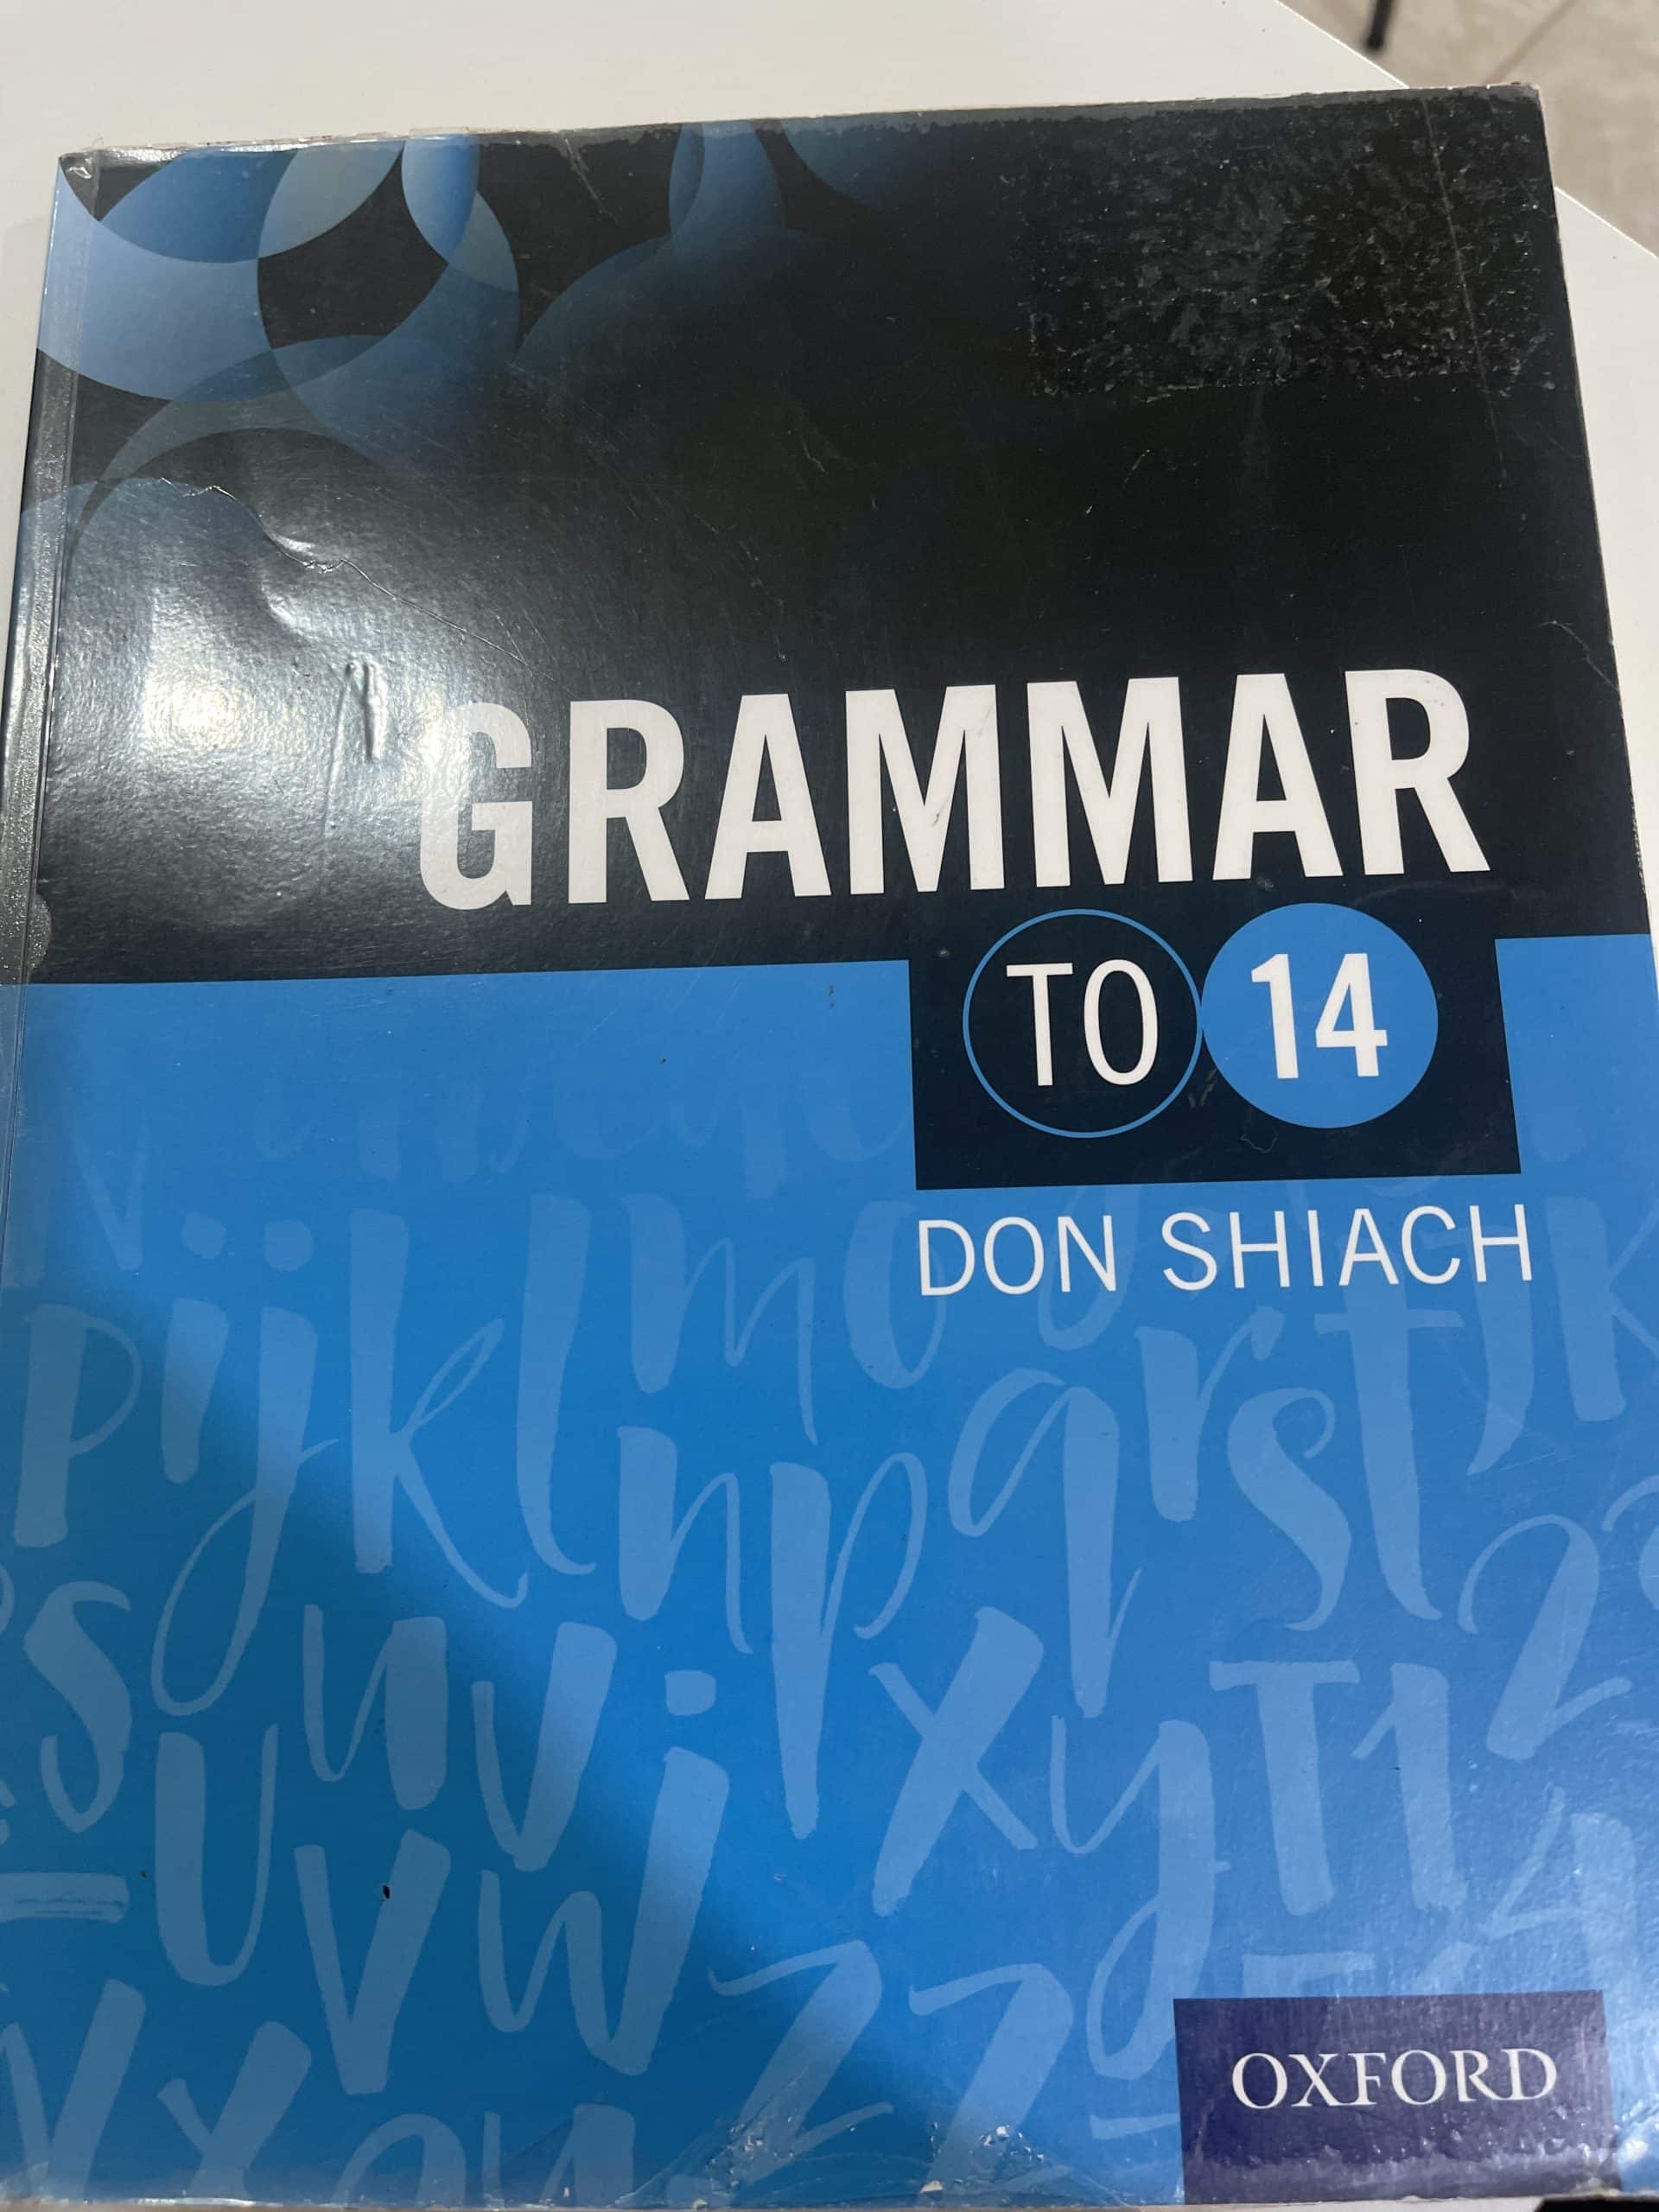 GRAMMAR
TO 14
DON SHIACH
OXFORD